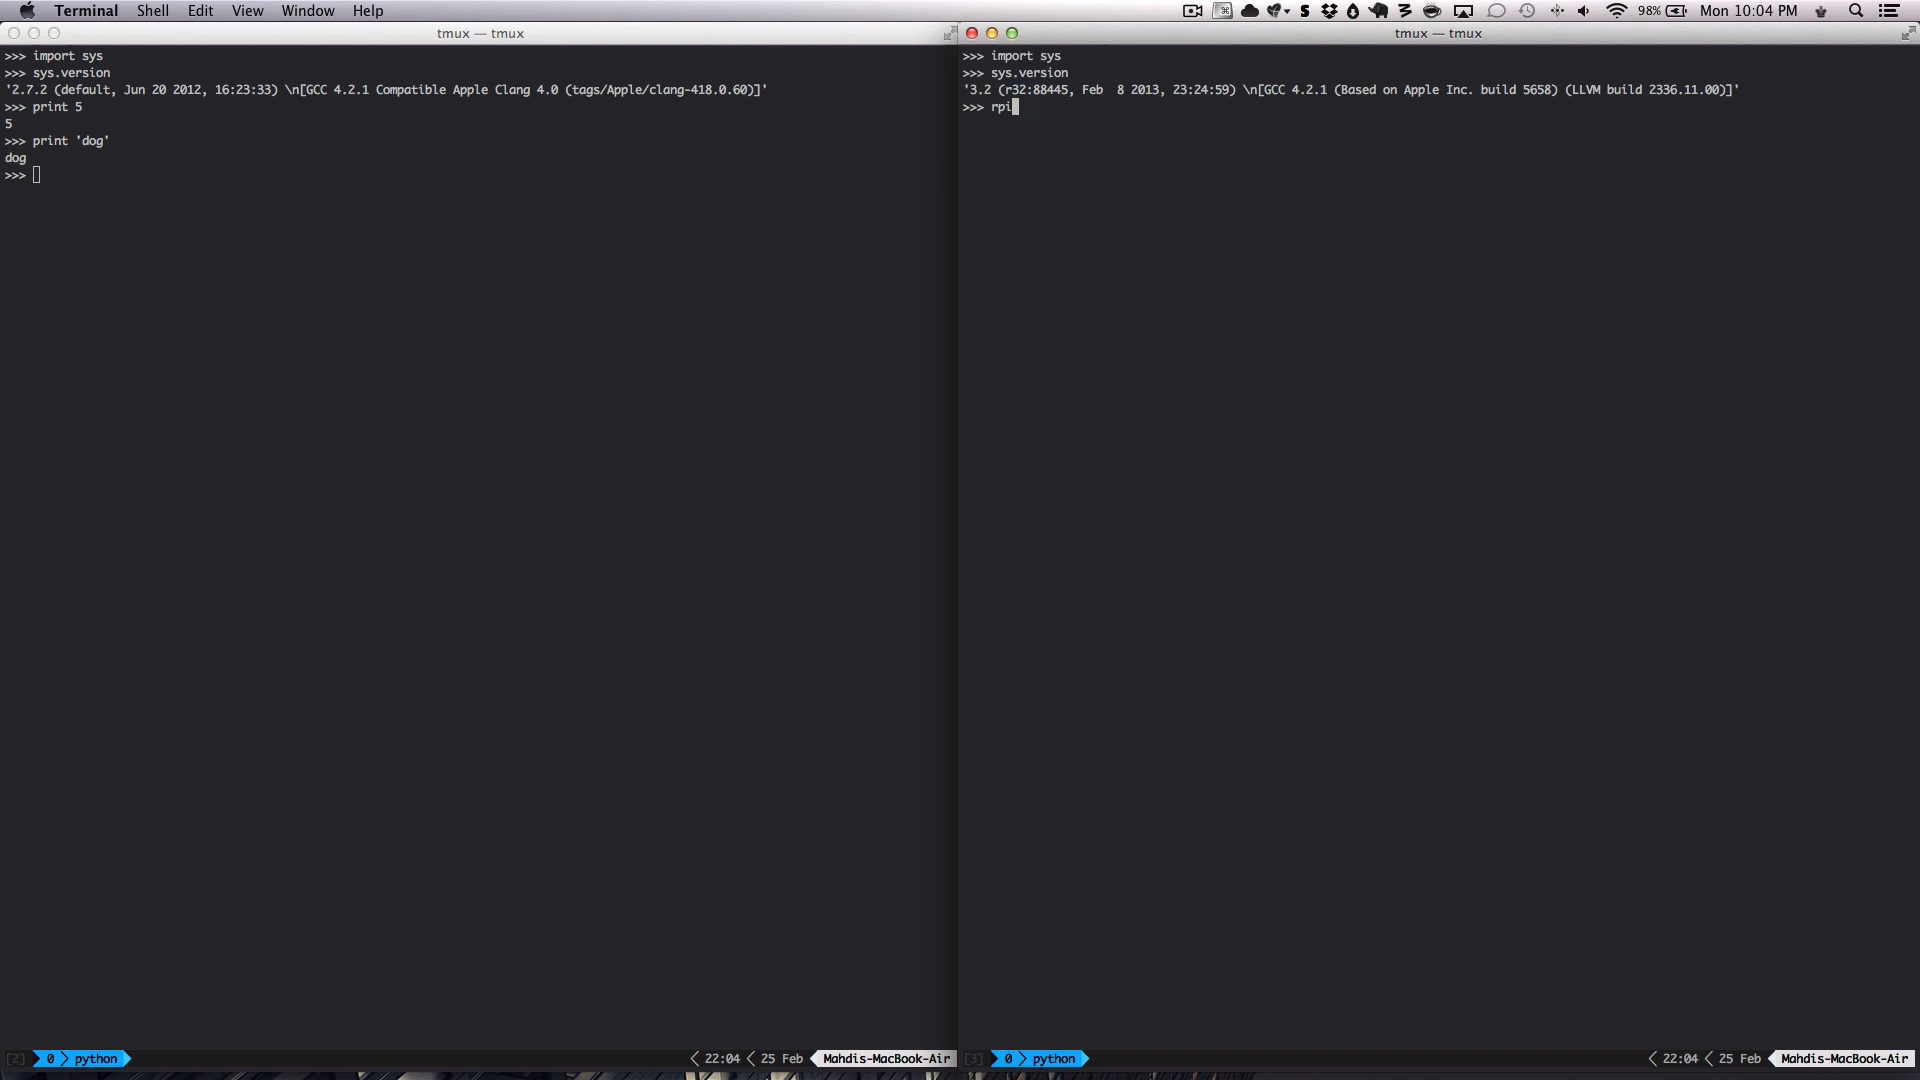 Terminal Shell Edit View Window Help 98% Mon 10:04 PM
tmux — tmux
>>> import sys
>>> sys.version
'2.7.2 (default, Jun 20 2012, 16:23:33) \n[GCC 4.2.1 Compatible Apple Clang 4.0 (tags/Apple/clang-418.0.60)]'
>>> print 5
5
>>> print 'dog'
dog
>>>
[2] 0 python 22:04 25 Feb Mahdis-MacBook-Air
tmux — tmux
>>> import sys
>>> sys.version
'3.2 (r32:88445, Feb  8 2013, 23:24:59) \n[GCC 4.2.1 (Based on Apple Inc. build 5658) (LLVM build 2336.11.00)]'
>>> rpi
[3] 0 python 22:04 25 Feb Mahdis-MacBook-Air